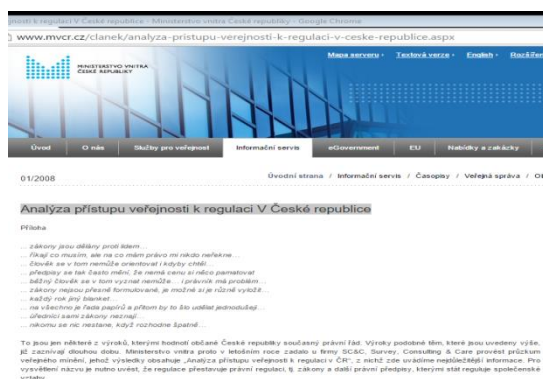 jnosti k regulaci V České republice - Ministerstvo vnitra České republiky - Google Chrome
www.mvcr.cz/clanek/analyza-pristupu-verejnosti-k-regulaci-v-ceske-republice.aspx
Mapa serveru Textová verze English Rozšířen
MINISTERSTVO VNITRA
ČESKÉ REPUBLIKY
Úvod O nás Služby pro veřejnost Informační servis eGovernment EU Nabídky a zakázky
01/2008 Úvodní strana / Informační servis / Časopisy / Veřejná správa /
Analýza přístupu veřejnosti k regulaci V České republice
Příloha
... zákony jsou dělány proti lidem...
... říkají co musím, ale na co mám právo mi nikdo neřekne...
... člověk se v tom nemůže orientovat i kdyby chtěl...
... předpisy se tak často mění, že nemá cenu si něco pamatovat
... běžný člověk se v tom vyznat nemůže... i právník má problém...
... zákony nejsou přesně formulované, je možné si je různě vyložit...
... každý rok jiný blanket...
... na všechno je řada papírů a přitom by to šlo udělat jednodušeji...
... úředníci sami zákony neznají...
... nikomu se nic nestane, když rozhodne špatně...
To jsou jen některé z výroků, kterými hodnotí občané České republiky současný právní řád. Výroky podobné těm, které jsou uvedeny výše,
již zaznívají dlouhou dobu. Ministerstvo vnitra proto v letošním roce zadalo u firmy SC&C, Survey, Consulting & Care provést průzkum
veřejného mínění, jehož výsledky obsahuje „Analýza přístupu veřejnosti k regulaci v ČR", z nichž zde uvádíme nejdůležitější informace. Pro
vysvětlení názvu je nutno uvést, že regulace přestavuje právní regulaci, tj. zákony a další právní předpisy, kterými stát reguluje společenské
vztahy.